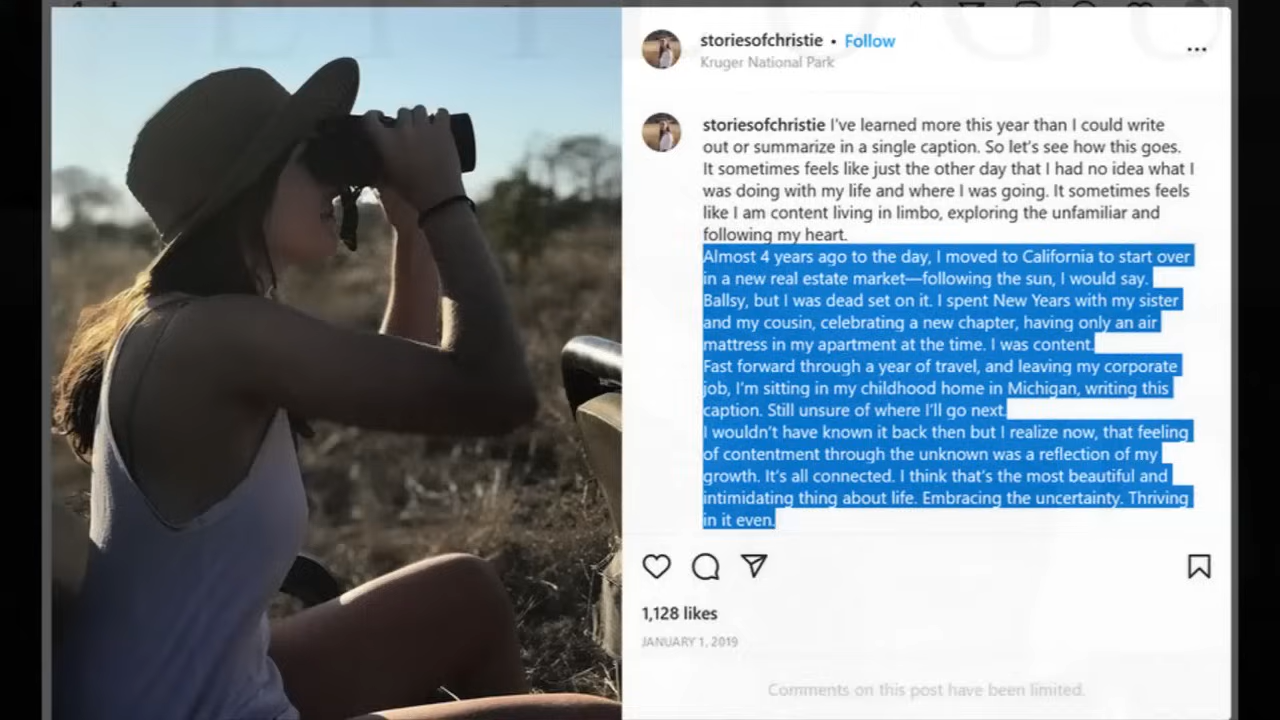 storiesofchristie • Follow
Kruger National Park
storiesofchristie I've learned more this year than I could write
out or summarize in a single caption. So let's see how this goes.
It sometimes feels like just the other day that I had no idea what I
was doing with my life and where I was going. It sometimes feels
like I am content living in limbo, exploring the unfamiliar and
following my heart.
Almost 4 years ago to the day, I moved to California to start over
in a new real estate market—following the sun, I would say.
Ballsy, but I was dead set on it. I spent New Years with my sister
and my cousin, celebrating a new chapter, having only an air
mattress in my apartment at the time. I was content.
Fast forward through a year of travel, and leaving my corporate
job, I'm sitting in my childhood home in Michigan, writing this
caption. Still unsure of where I'll go next.
I wouldn't have known it back then but I realize now, that feeling
of contentment through the unknown was a reflection of my
growth. It's all connected. I think that's the most beautiful and
intimidating thing about life. Embracing the uncertainty. Thriving
in it even.
1,128 likes
JANUARY 1, 2019
Comments on this post have been limited.